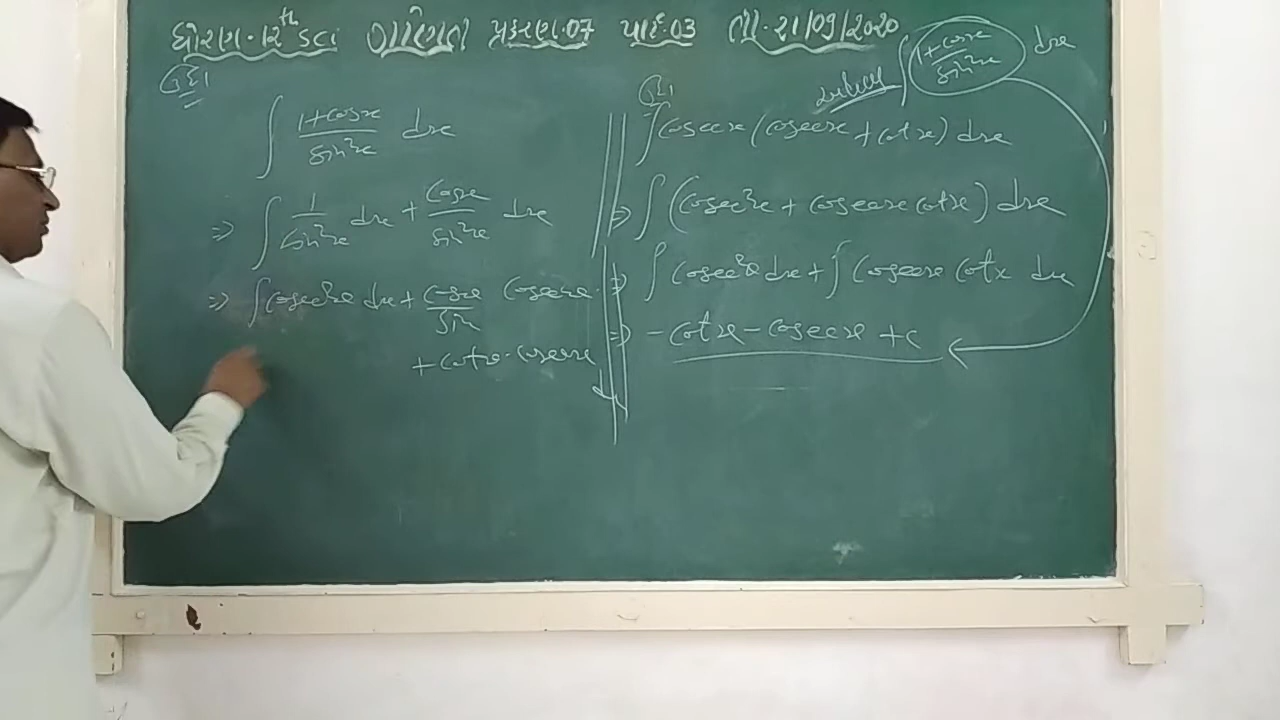 ધોરણ.12th sci ગણિત પ્રકરણ.07 પાર્ટ.03 તા.21/09/2020
ઉદા
∫ 1+cosx / sin²x dx
⇒ ∫ 1/sin²x dx + cosx/sin²x dx
⇒ ∫ cosec²x dx + cosx/sinx cosecx.
+ cotx.cosecx
∫ 1+cosx / sin²x dx
ઉદા
∫ cosecx (cosecx + cotx) dx
⇒ ∫ (cosec²x + cosecx cotx) dx
⇒ ∫ cosec²x dx + ∫ cosecx cotx dx
⇒ - cotx - cosecx + c